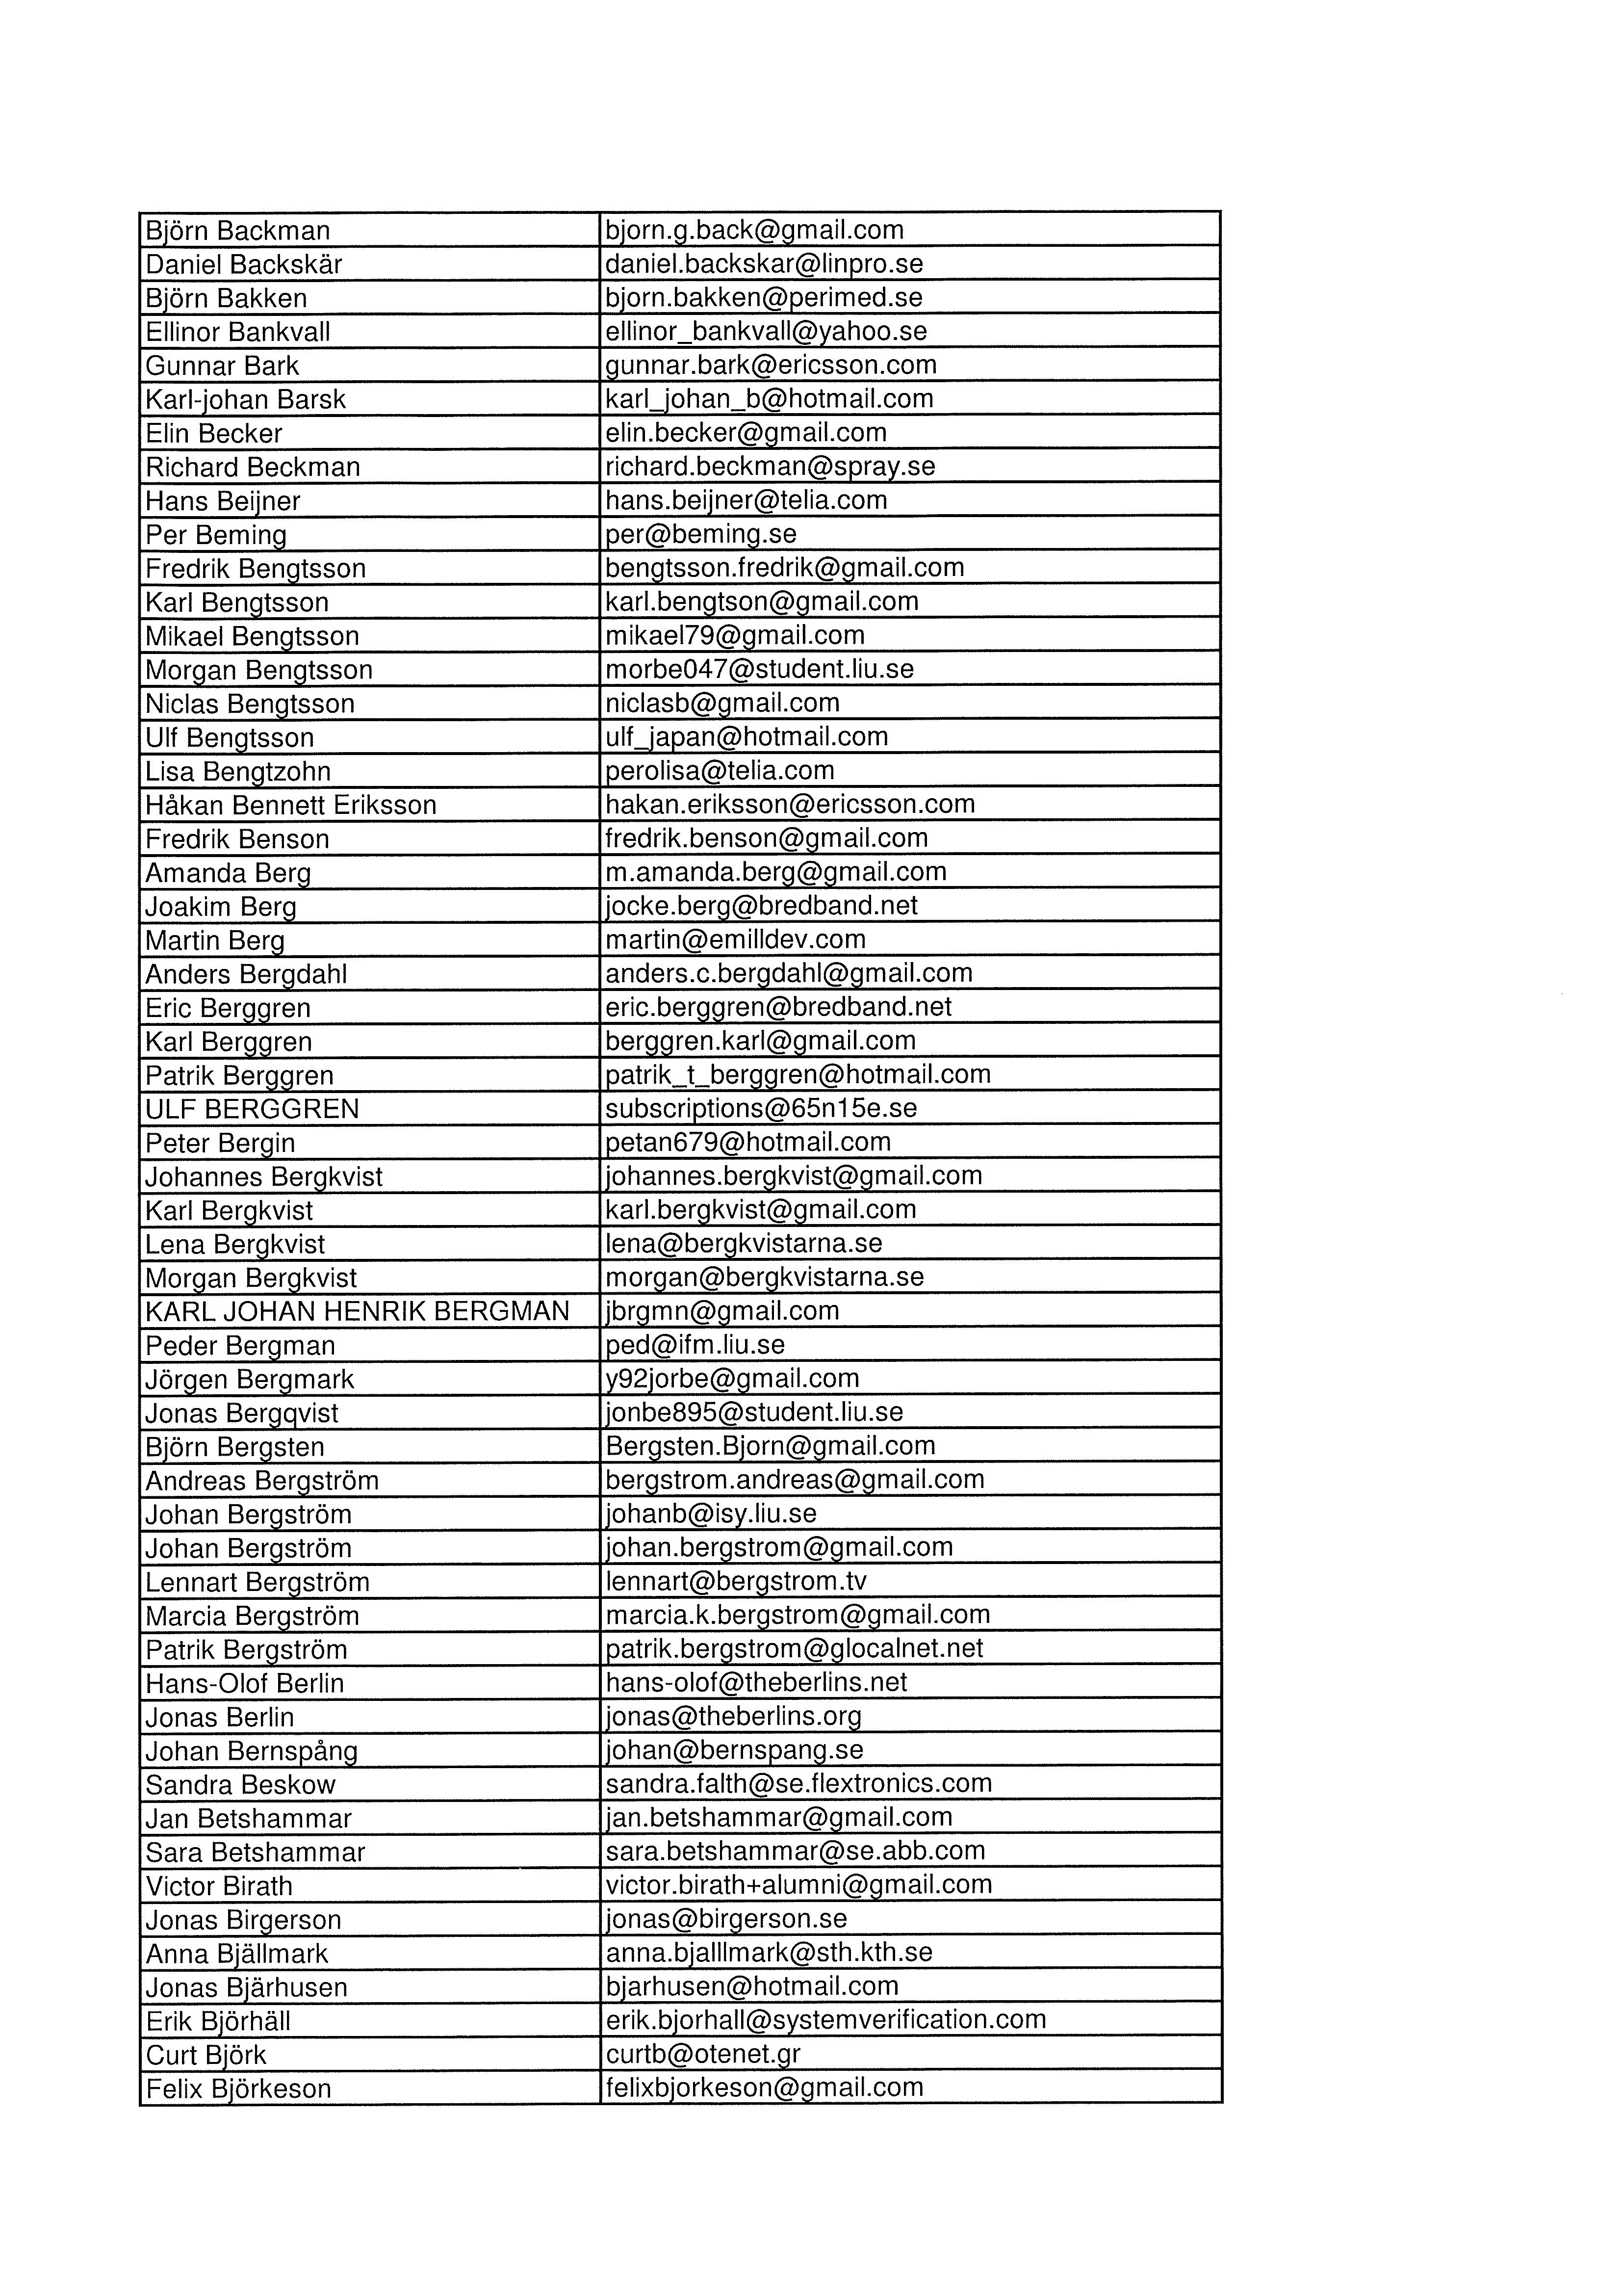 Björn Backman bjorn.g.back@gmail.com
Daniel Backskär daniel.backskar@linpro.se
Björn Bakken bjorn.bakken@perimed.se
Ellinor Bankvall ellinor_bankvall@yahoo.se
Gunnar Bark gunnar.bark@ericsson.com
Karl-johan Barsk karl_johan_b@hotmail.com
Elin Becker elin.becker@gmail.com
Richard Beckman richard.beckman@spray.se
Hans Beijner hans.beijner@telia.com
Per Beming per@beming.se
Fredrik Bengtsson bengtsson.fredrik@gmail.com
Karl Bengtsson karl.bengtson@gmail.com
Mikael Bengtsson mikael79@gmail.com
Morgan Bengtsson morbe047@student.liu.se
Niclas Bengtsson niclasb@gmail.com
Ulf Bengtsson ulf_japan@hotmail.com
Lisa Bengtzohn perolisa@telia.com
Håkan Bennett Eriksson hakan.eriksson@ericsson.com
Fredrik Benson fredrik.benson@gmail.com
Amanda Berg m.amanda.berg@gmail.com
Joakim Berg jocke.berg@bredband.net
Martin Berg martin@emilldev.com
Anders Bergdahl anders.c.bergdahl@gmail.com
Eric Berggren eric.berggren@bredband.net
Karl Berggren berggren.karl@gmail.com
Patrik Berggren patrik_t_berggren@hotmail.com
ULF BERGGREN subscriptions@65n15e.se
Peter Bergin petan679@hotmail.com
Johannes Bergkvist johannes.bergkvist@gmail.com
Karl Bergkvist karl.bergkvist@gmail.com
Lena Bergkvist lena@bergkvistarna.se
Morgan Bergkvist morgan@bergkvistarna.se
KARL JOHAN HENRIK BERGMAN jbrgmn@gmail.com
Peder Bergman ped@ifm.liu.se
Jörgen Bergmark y92jorbe@gmail.com
Jonas Bergqvist jonbe895@student.liu.se
Björn Bergsten Bergsten.Bjorn@gmail.com
Andreas Bergström bergstrom.andreas@gmail.com
Johan Bergström johanb@isy.liu.se
Johan Bergström johan.bergstrom@gmail.com
Lennart Bergström lennart@bergstrom.tv
Marcia Bergström marcia.k.bergstrom@gmail.com
Patrik Bergström patrik.bergstrom@glocalnet.net
Hans-Olof Berlin hans-olof@theberlins.net
Jonas Berlin jonas@theberlins.org
Johan Bernspång johan@bernspang.se
Sandra Beskow sandra.falth@se.flextronics.com
Jan Betshammar jan.betshammar@gmail.com
Sara Betshammar sara.betshammar@se.abb.com
Victor Birath victor.birath+alumni@gmail.com
Jonas Birgerson jonas@birgerson.se
Anna Bjällmark anna.bjalllmark@sth.kth.se
Jonas Bjärhusen bjarhusen@hotmail.com
Erik Björhäll erik.bjorhall@systemverification.com
Curt Björk curtb@otenet.gr
Felix Björkeson felixbjorkeson@gmail.com